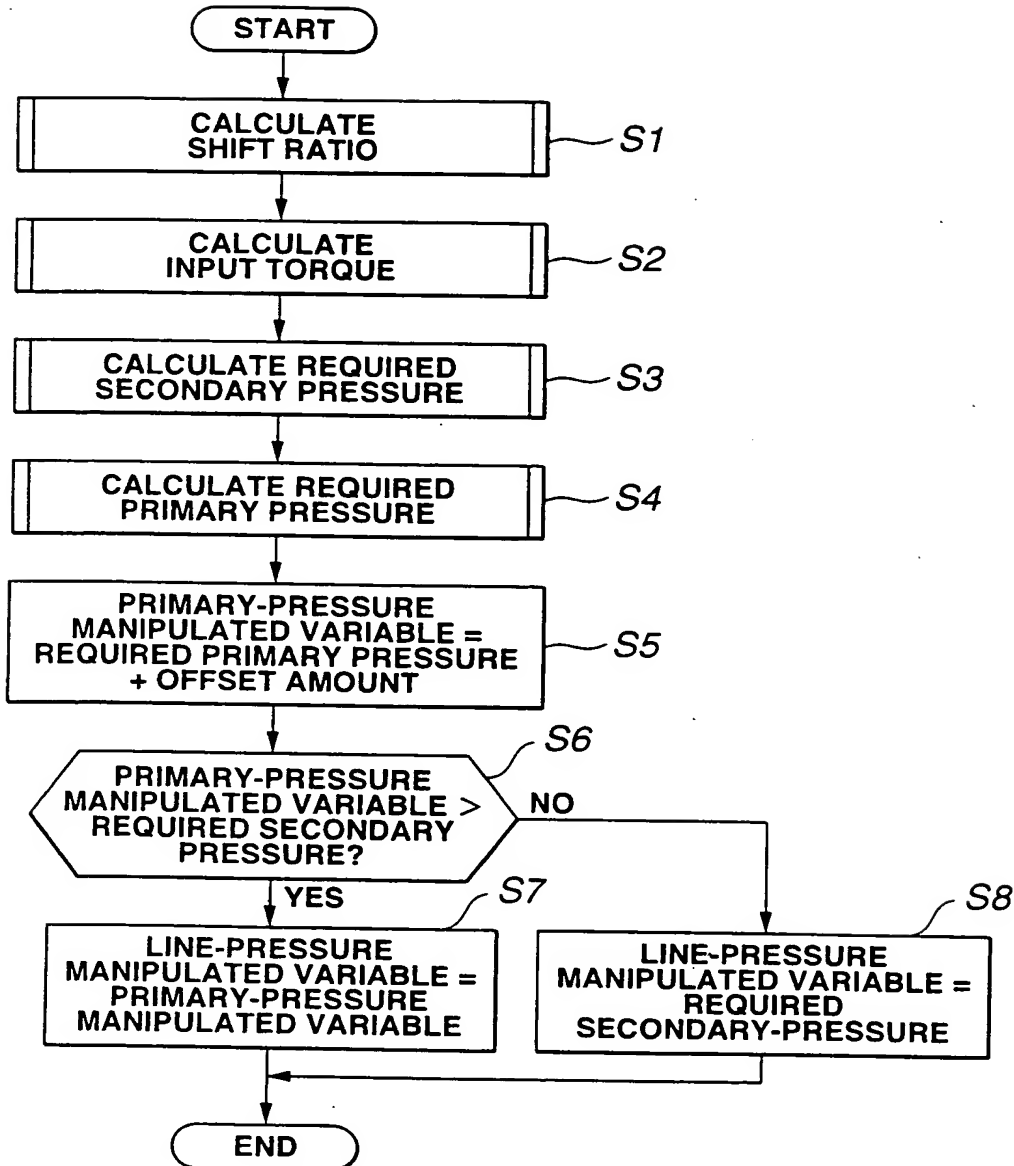 START
CALCULATE
SHIFT RATIO
S1
CALCULATE
INPUT TORQUE
S2
CALCULATE REQUIRED
SECONDARY PRESSURE
S3
CALCULATE REQUIRED
PRIMARY PRESSURE
S4
PRIMARY-PRESSURE
MANIPULATED VARIABLE =
REQUIRED PRIMARY PRESSURE
+ OFFSET AMOUNT
S5
S6
PRIMARY-PRESSURE
MANIPULATED VARIABLE >
REQUIRED SECONDARY
PRESSURE?
NO
YES
S7
LINE-PRESSURE
MANIPULATED VARIABLE =
PRIMARY-PRESSURE
MANIPULATED VARIABLE
S8
LINE-PRESSURE
MANIPULATED VARIABLE =
REQUIRED
SECONDARY-PRESSURE
END